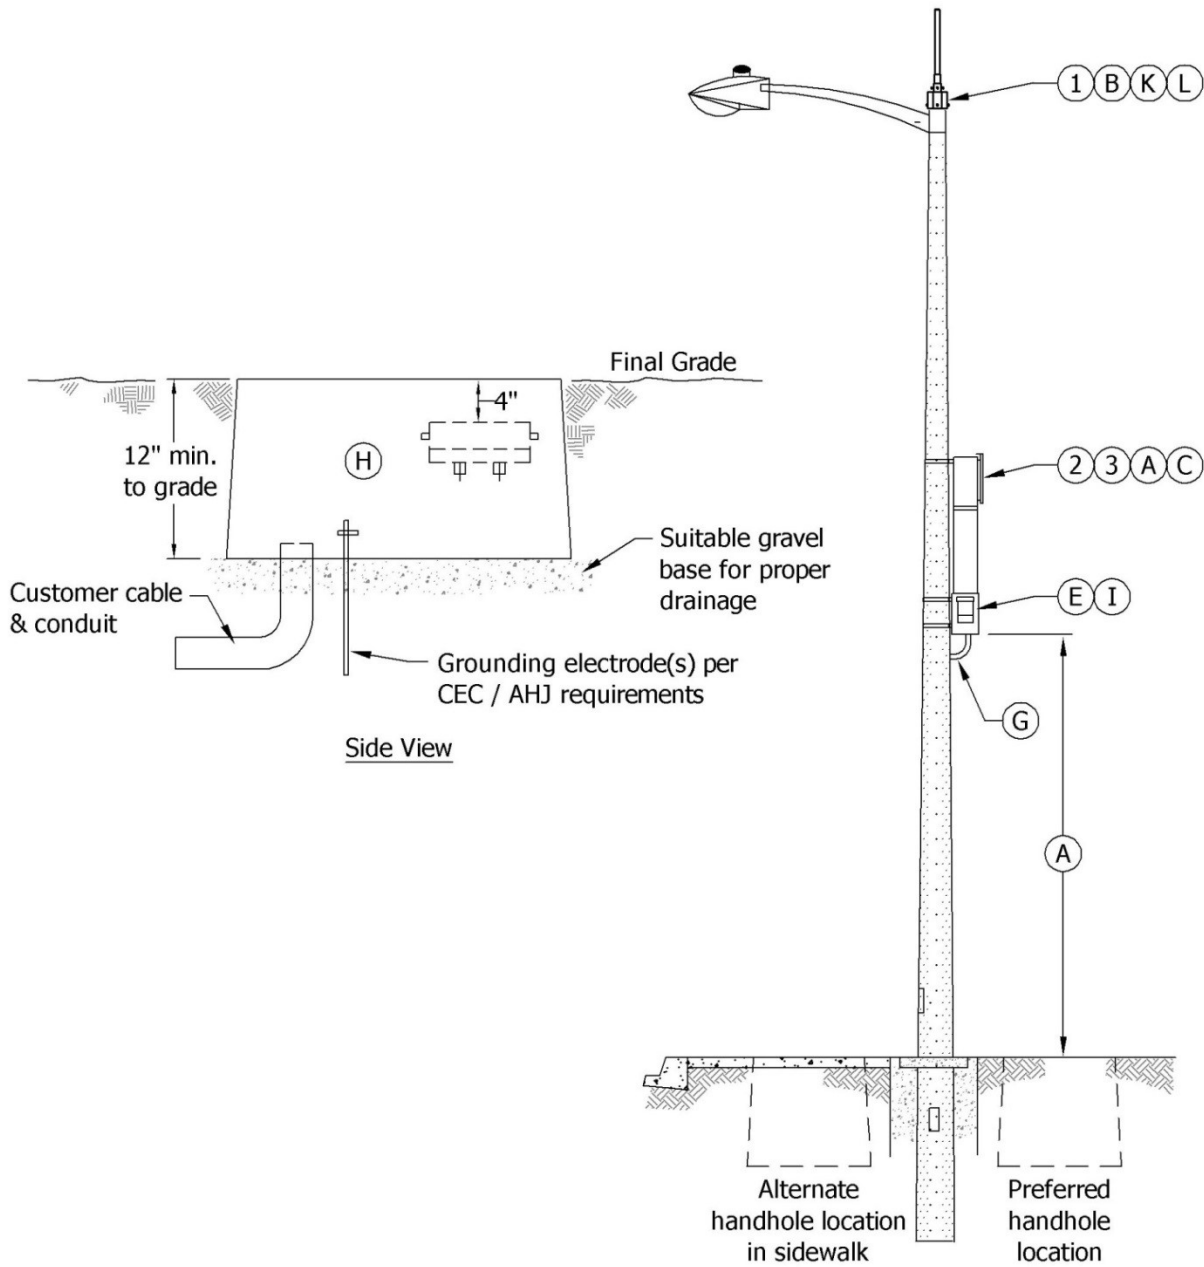 1 B K L
Final Grade
4"
12" min.
to grade
H
2 3 A C
Suitable gravel
base for proper
drainage
Customer cable
& conduit
E I
Grounding electrode(s) per
CEC / AHJ requirements
G
Side View
A
Alternate
handhole location
in sidewalk
Preferred
handhole
location